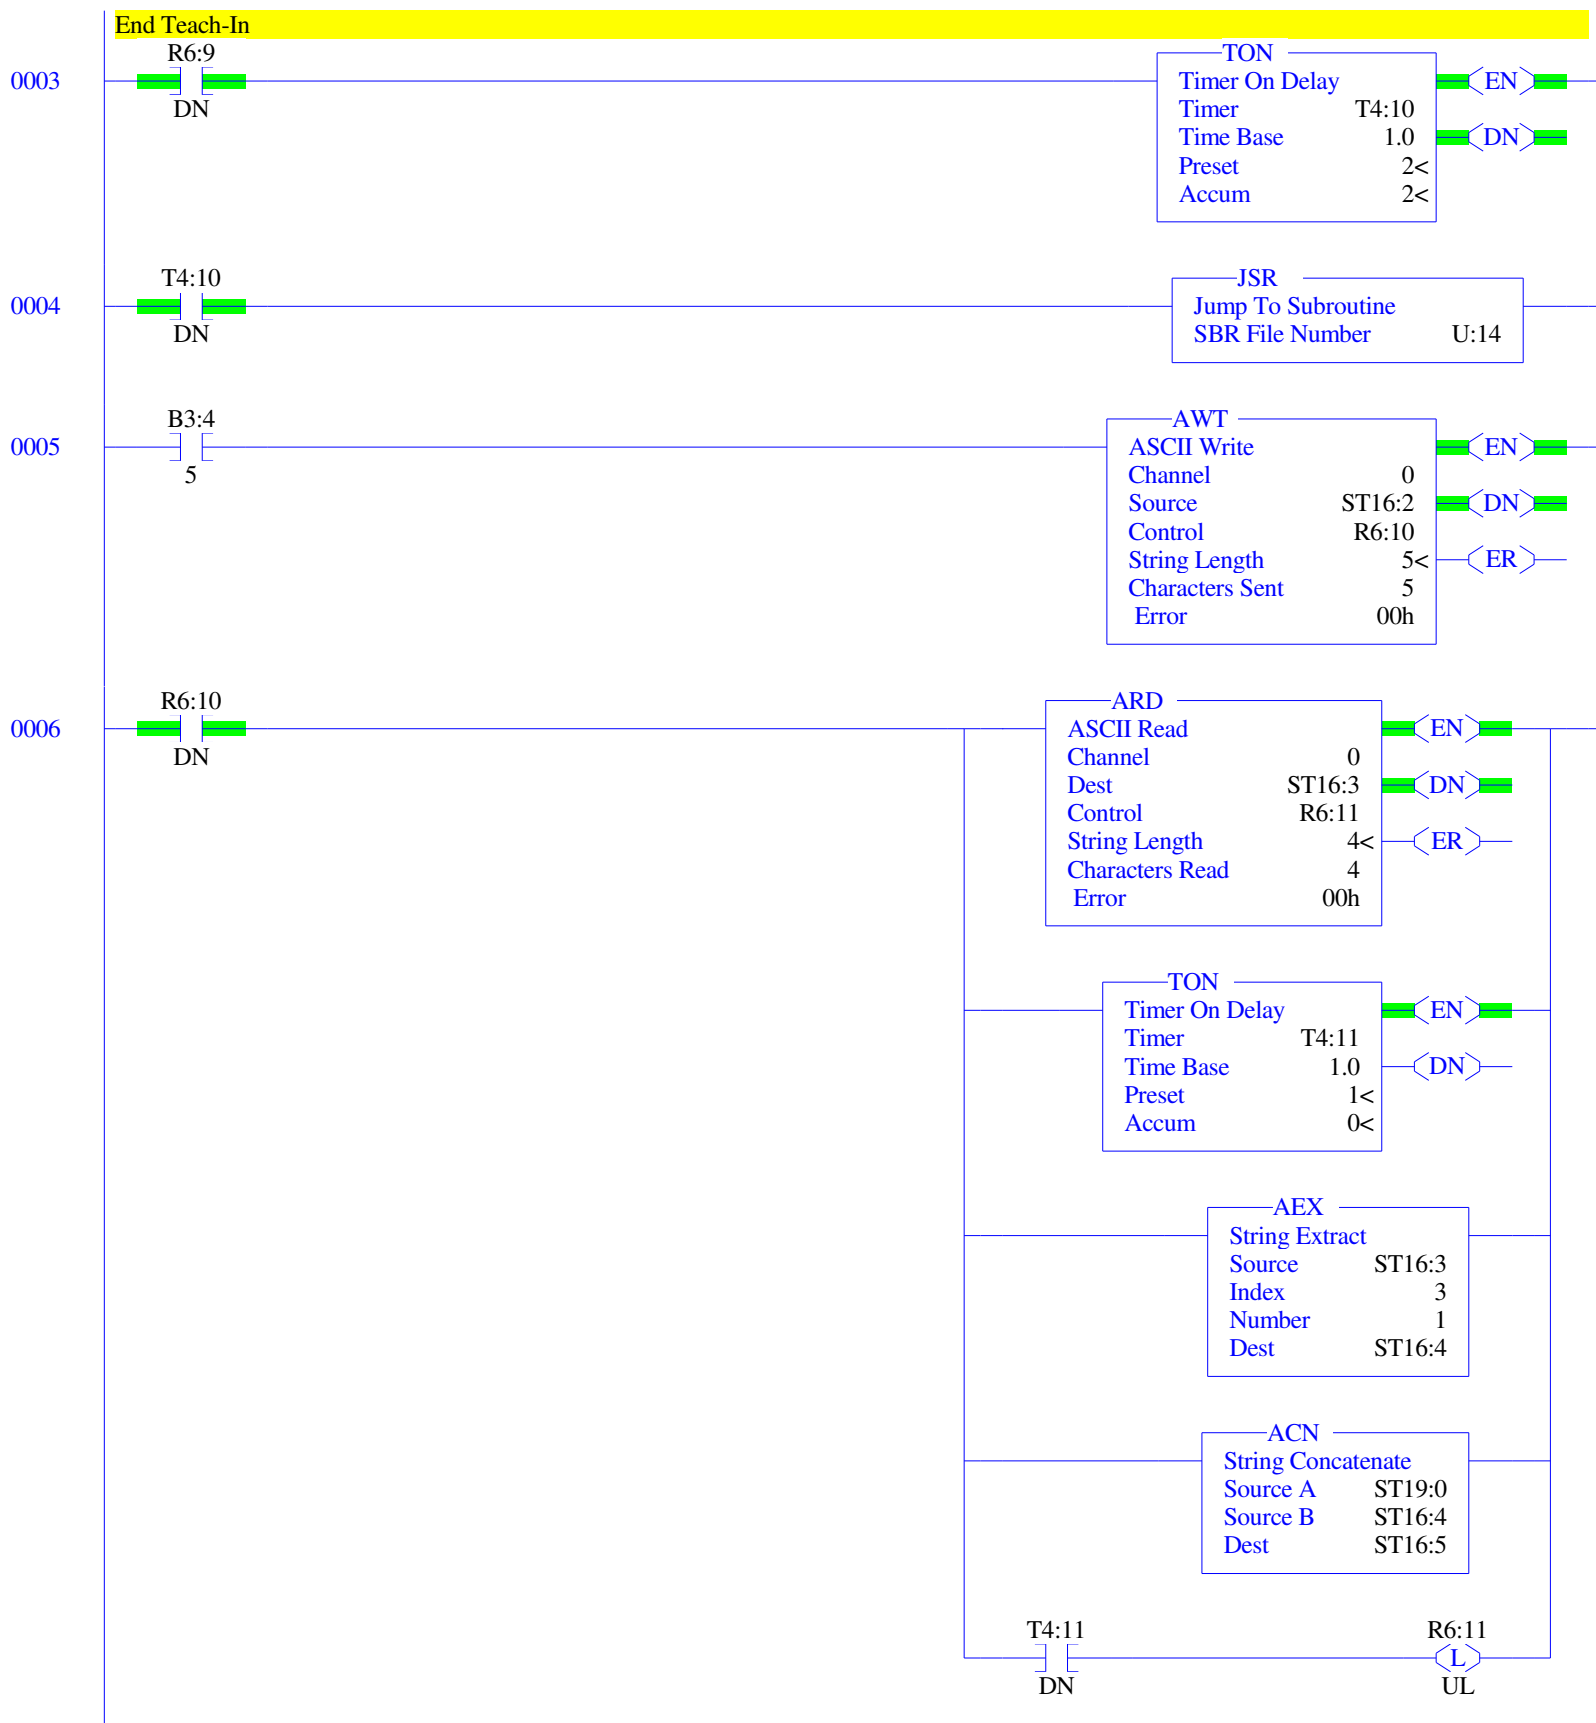 End Teach-In
R6:9
0003
DN
TON
Timer On Delay
Timer T4:10
Time Base 1.0
Preset 2<
Accum 2<
EN
DN
T4:10
0004
DN
JSR
Jump To Subroutine
SBR File Number U:14
B3:4
0005
5
AWT
ASCII Write
Channel 0
Source ST16:2
Control R6:10
String Length 5<
Characters Sent 5
Error 00h
EN
DN
ER
R6:10
0006
DN
ARD
ASCII Read
Channel 0
Dest ST16:3
Control R6:11
String Length 4<
Characters Read 4
Error 00h
EN
DN
ER
TON
Timer On Delay
Timer T4:11
Time Base 1.0
Preset 1<
Accum 0<
EN
DN
AEX
String Extract
Source ST16:3
Index 3
Number 1
Dest ST16:4
ACN
String Concatenate
Source A ST19:0
Source B ST16:4
Dest ST16:5
T4:11
DN
R6:11
L
UL